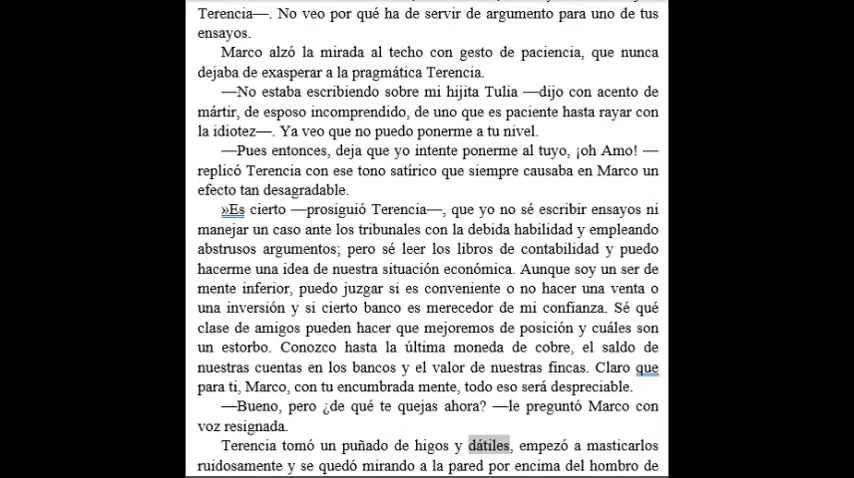 Terencia—. No veo por qué ha de servir de argumento para uno de tus
ensayos.
Marco alzó la mirada al techo con gesto de paciencia, que nunca
dejaba de exasperar a la pragmática Terencia.
—No estaba escribiendo sobre mi hijita Tulia —dijo con acento de
mártir, de esposo incomprendido, de uno que es paciente hasta rayar con
la idiotez—. Ya veo que no puedo ponerme a tu nivel.
—Pues entonces, deja que yo intente ponerme al tuyo, ¡oh Amo! —
replicó Terencia con ese tono satírico que siempre causaba en Marco un
efecto tan desagradable.
»Es cierto —prosiguió Terencia—, que yo no sé escribir ensayos ni
manejar un caso ante los tribunales con la debida habilidad y empleando
abstrusos argumentos; pero sé leer los libros de contabilidad y puedo
hacerme una idea de nuestra situación económica. Aunque soy un ser de
mente inferior, puedo juzgar si es conveniente o no hacer una venta o
una inversión y si cierto banco es merecedor de mi confianza. Sé qué
clase de amigos pueden hacer que mejoremos de posición y cuáles son
un estorbo. Conozco hasta la última moneda de cobre, el saldo de
nuestras cuentas en los bancos y el valor de nuestras fincas. Claro que
para ti, Marco, con tu encumbrada mente, todo eso será despreciable.
—Bueno, pero ¿de qué te quejas ahora? —le preguntó Marco con
voz resignada.
Terencia tomó un puñado de higos y dátiles, empezó a masticarlos
ruidosamente y se quedó mirando a la pared por encima del hombro de